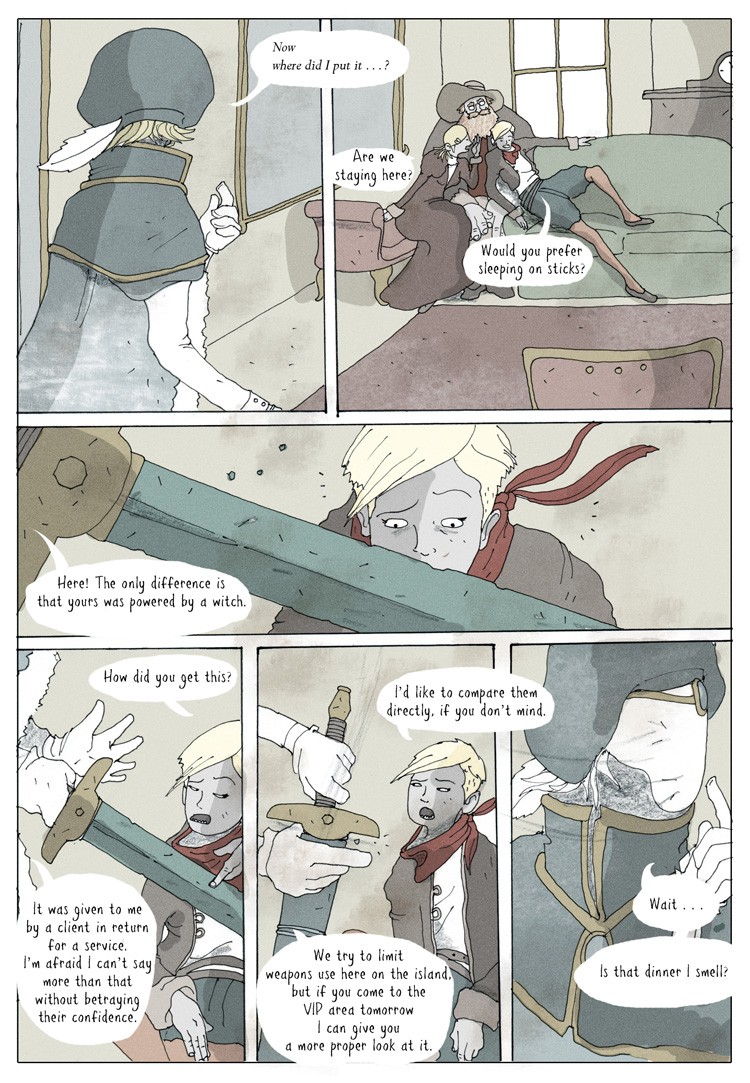 Now
where did I put it . . . ?
Are we
staying here?
Would you prefer
sleeping on sticks?
Here! The only difference is
that yours was powered by a witch.
How did you get this?
It was given to me
by a client in return
for a service.
I'm afraid I can't say
more than that
without betraying
their confidence.
I'd like to compare them
directly, if you don't mind.
We try to limit
weapons use here on the island,
but if you come to the
VIP area tomorrow
I can give you
a more proper look at it.
Wait . . .
Is that dinner I smell?